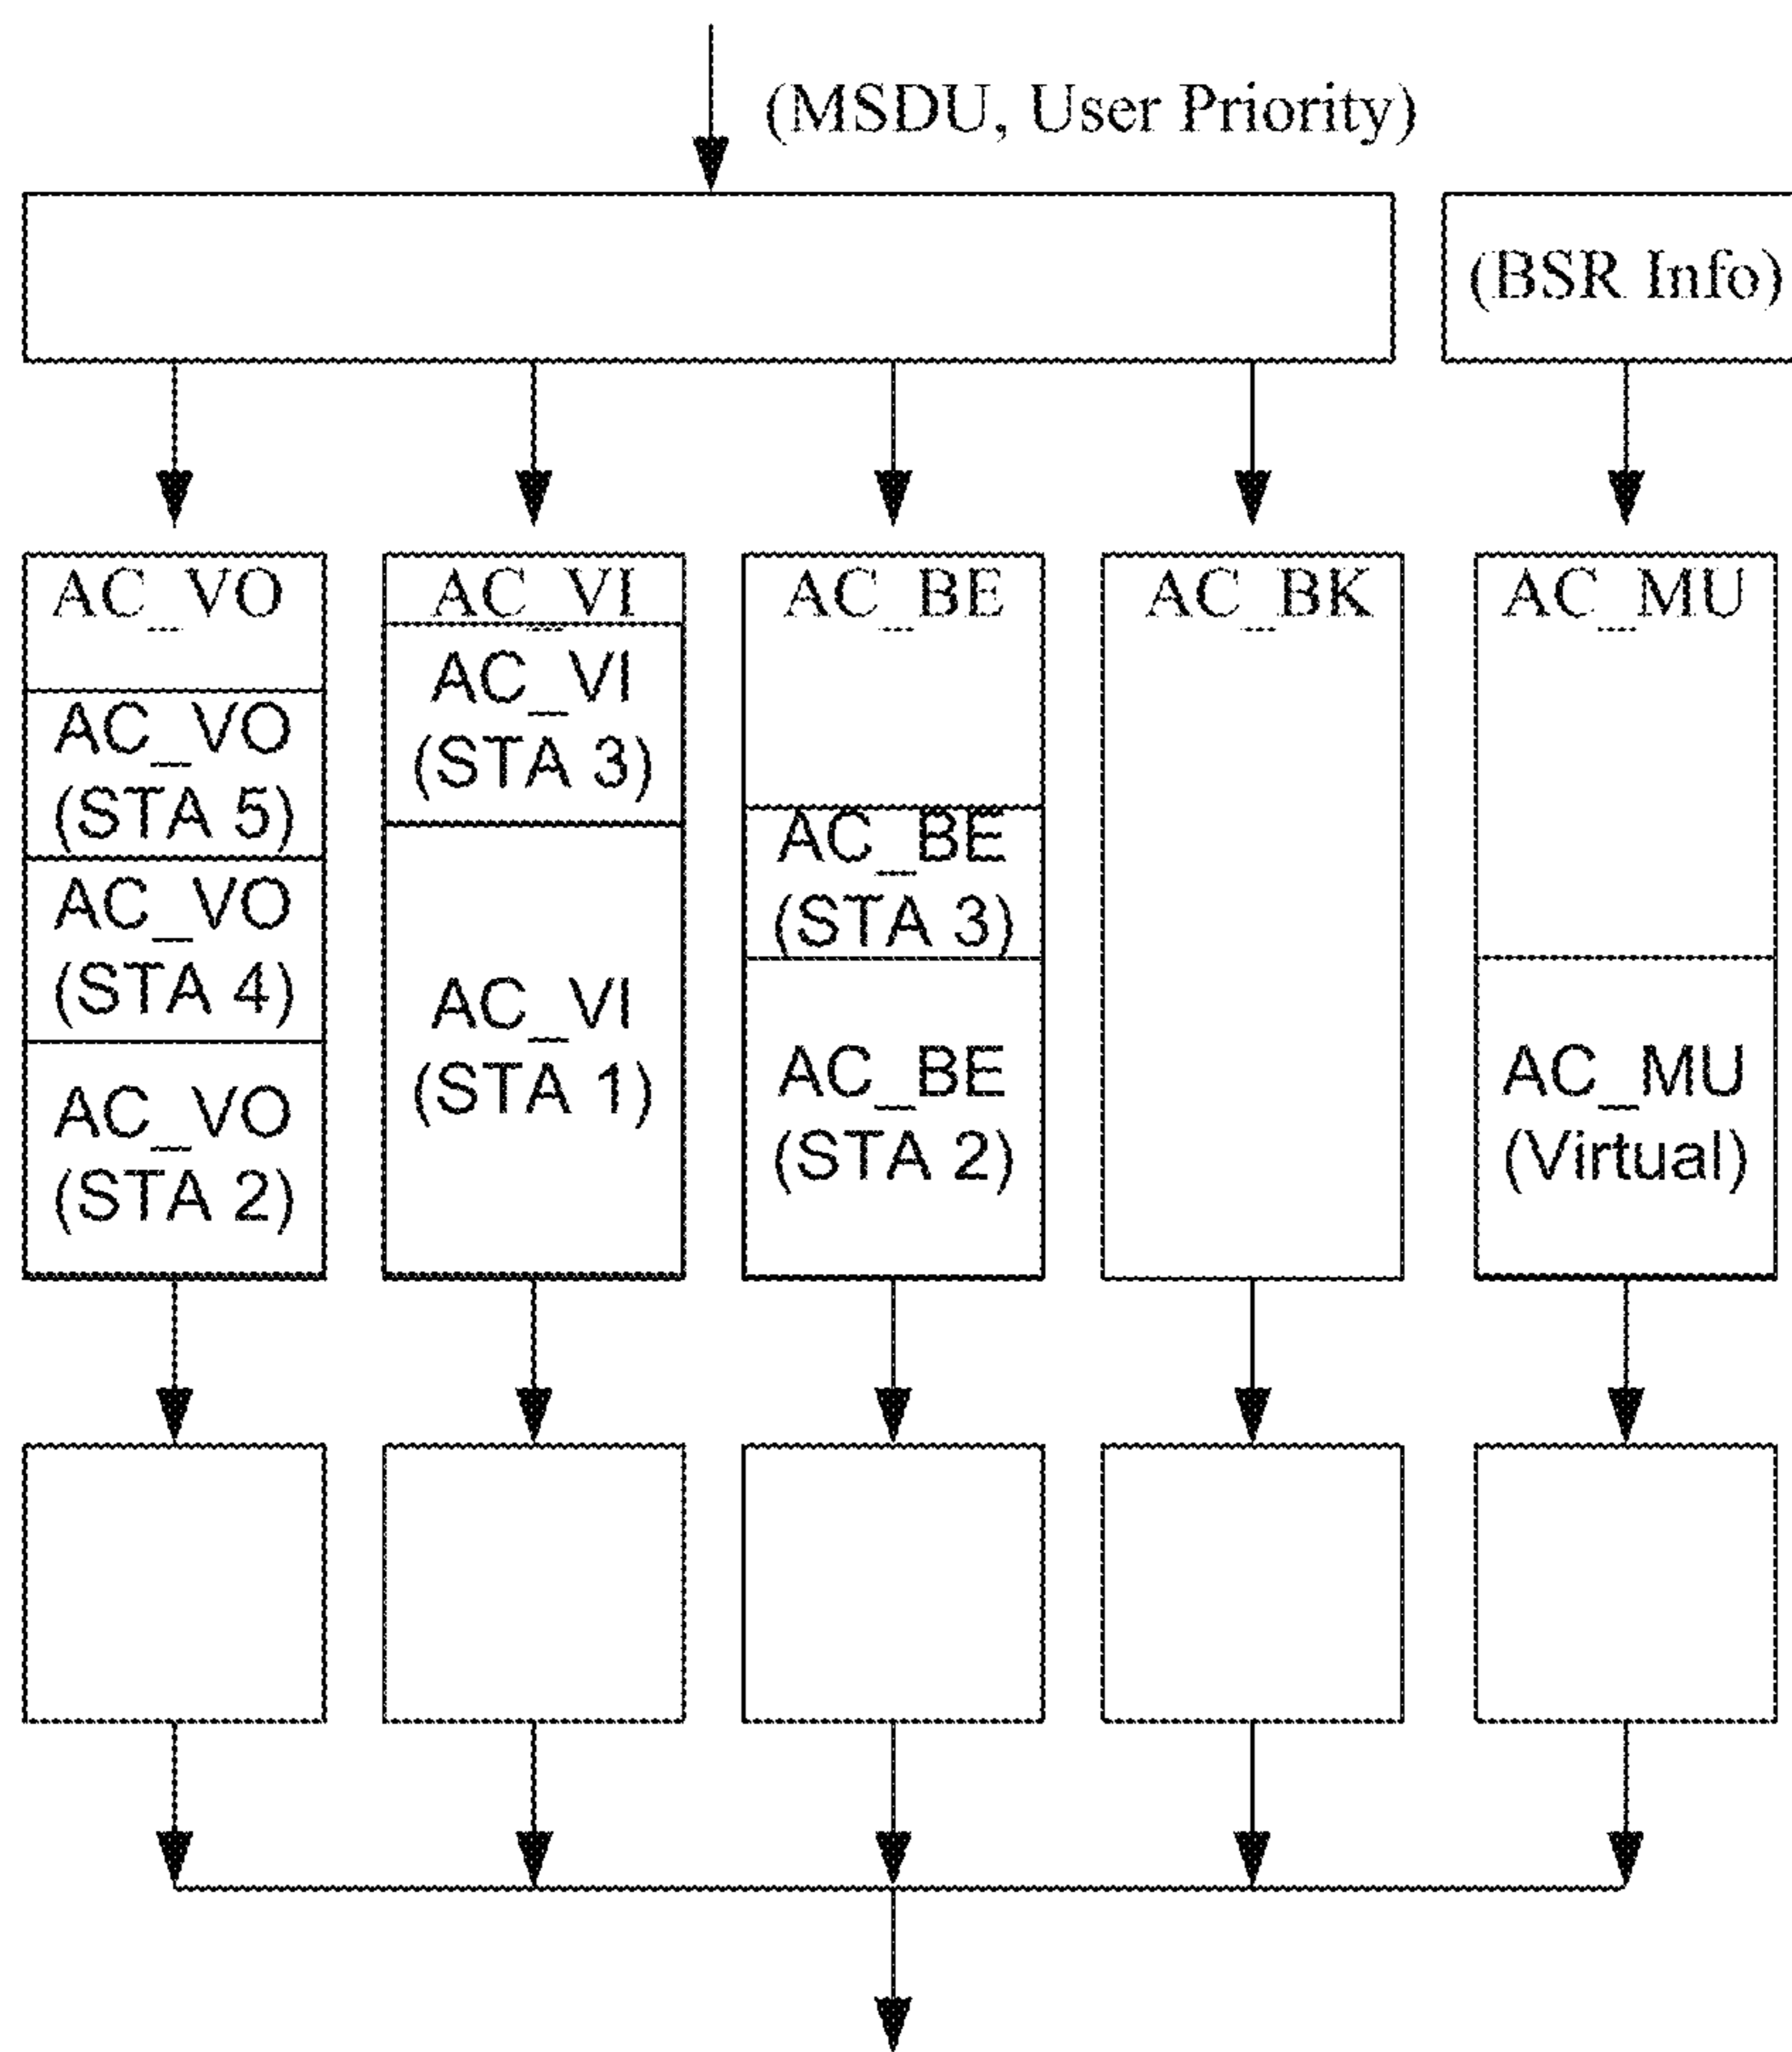 (MSDU, User Priority)
(BSR Info)
AC_VO
AC_VO
(STA 5)
AC_VO
(STA 4)
AC_VO
(STA 2)
AC_VI
AC_VI
(STA 3)
AC_VI
(STA 1)
AC_BE
AC_BE
(STA 3)
AC_BE
(STA 2)
AC_BK
AC_MU
AC_MU
(Virtual)